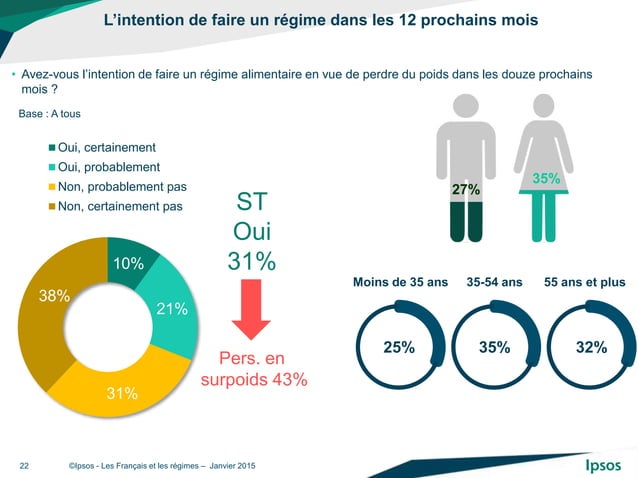 L’intention de faire un régime dans les 12 prochains mois
• Avez-vous l’intention de faire un régime alimentaire en vue de perdre du poids dans les douze prochains
mois ?
Base : A tous
Oui, certainement
Oui, probablement
Non, probablement pas
Non, certainement pas
10%
21%
31%
38%
ST
Oui
31%
Pers. en
surpoids 43%
27%
35%
Moins de 35 ans 35-54 ans 55 ans et plus
25% 35% 32%
22 ©Ipsos - Les Français et les régimes – Janvier 2015
Ipsos